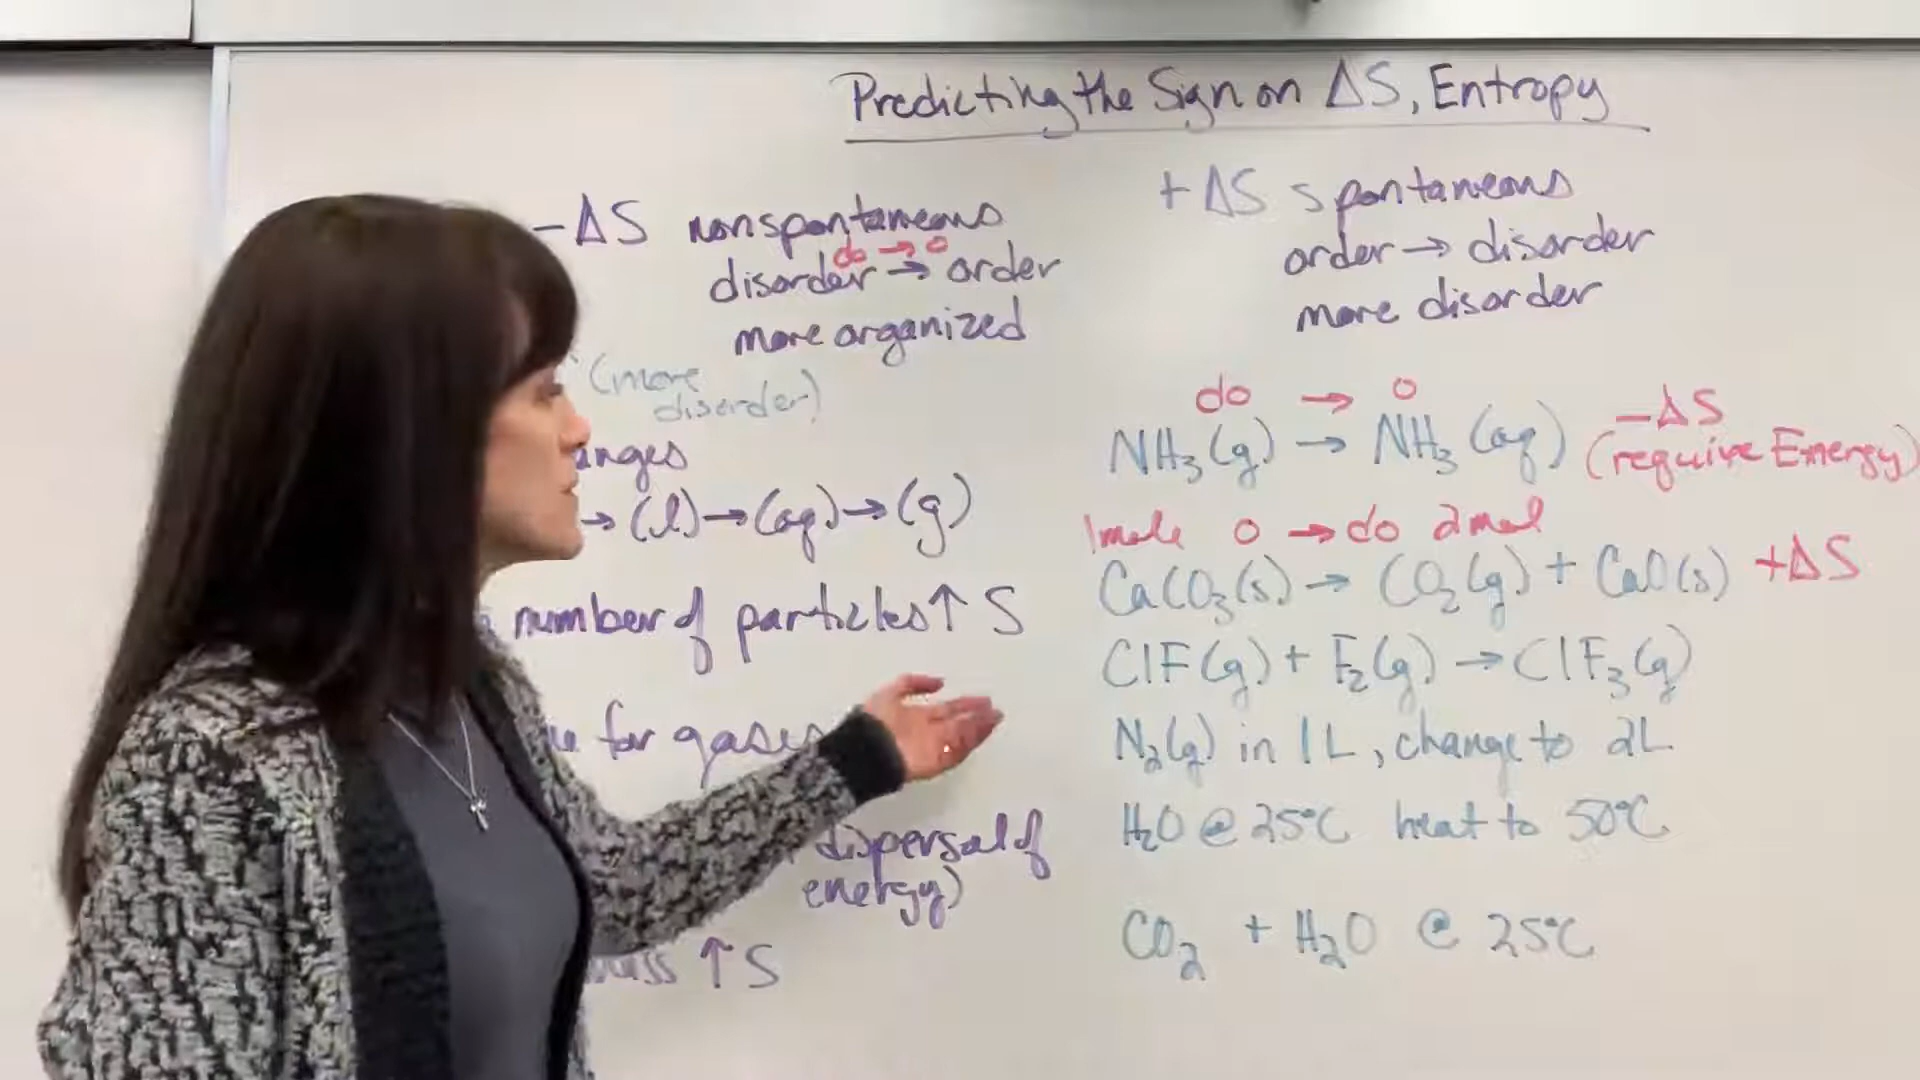 Predicting the Sign on ΔS, Entropy
-ΔS nonspontaneous
do → o
disorder → order
more organized
+ΔS spontaneous
order → disorder
more disorder
(more
disorder)
anges
→ (l) → (aq) → (g)
number of particles ↑ S
for gases
dispersal of
energy)
↑ S
do → o
NH₃(g) → NH₃(aq) -ΔS
(require Energy)
1mole o → do 2mol
CaCO₃(s) → CO₂(g) + CaO(s) +ΔS
ClF(g) + F₂(g) → ClF₃(g)
N₂(g) in 1L, change to 2L
H₂O @ 25°C heat to 50°C
CO₂ + H₂O @ 25°C